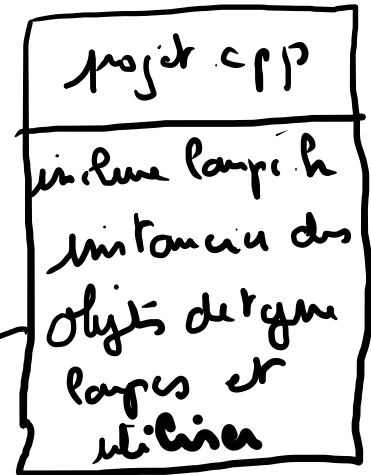 projet cpp
inclure lampe.h
instancier des
objets de type
lampes et
utiliser